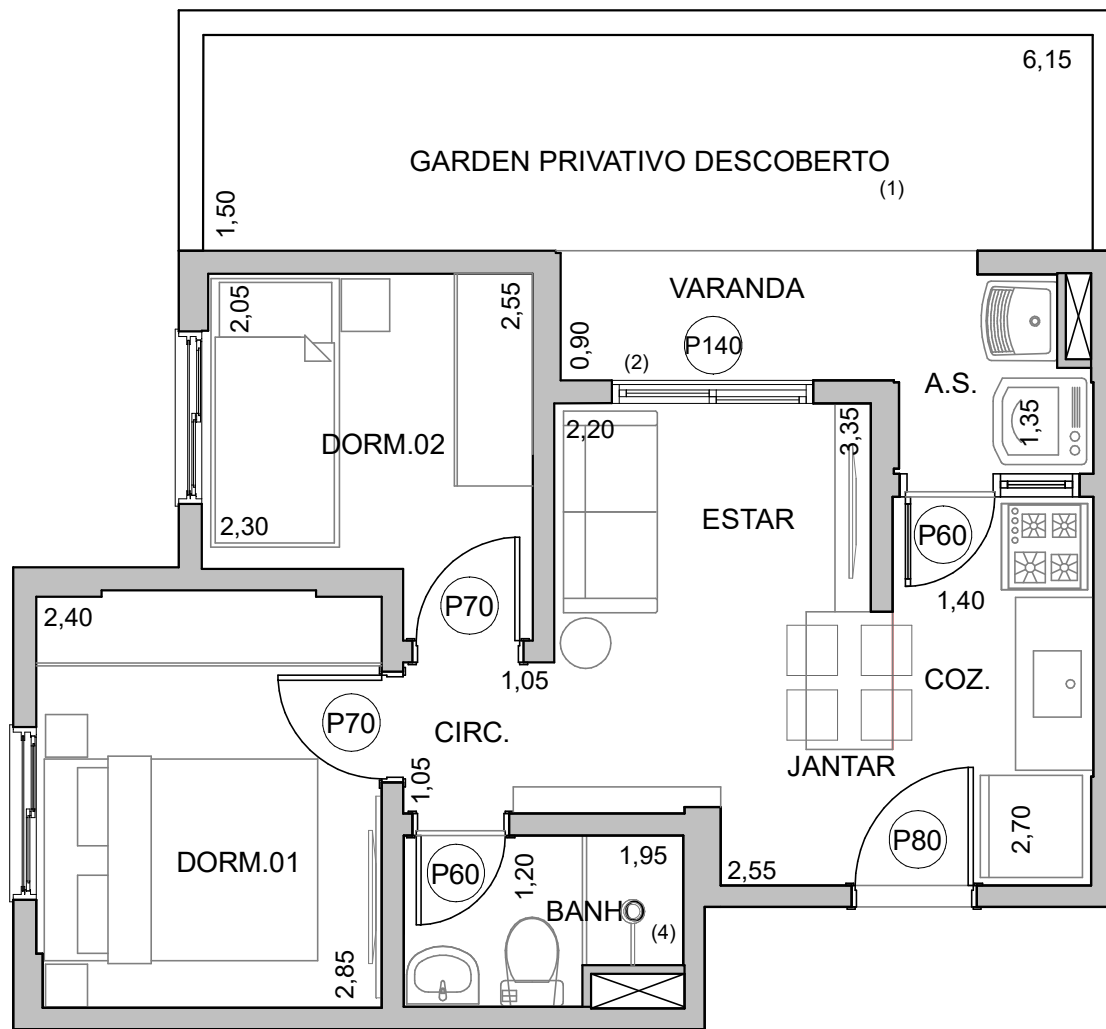 6,15
GARDEN PRIVATIVO DESCOBERTO
(1)
1,50
VARANDA
2,05
2,55
0,90
(2)
P140
A.S.
1,35
2,20
3,35
DORM.02
ESTAR
2,30
P60
1,40
P70
2,40
1,05
COZ.
P70
CIRC.
JANTAR
1,05
P80
2,70
DORM.01
P60
1,20
1,95
2,55
BANHO
(4)
2,85